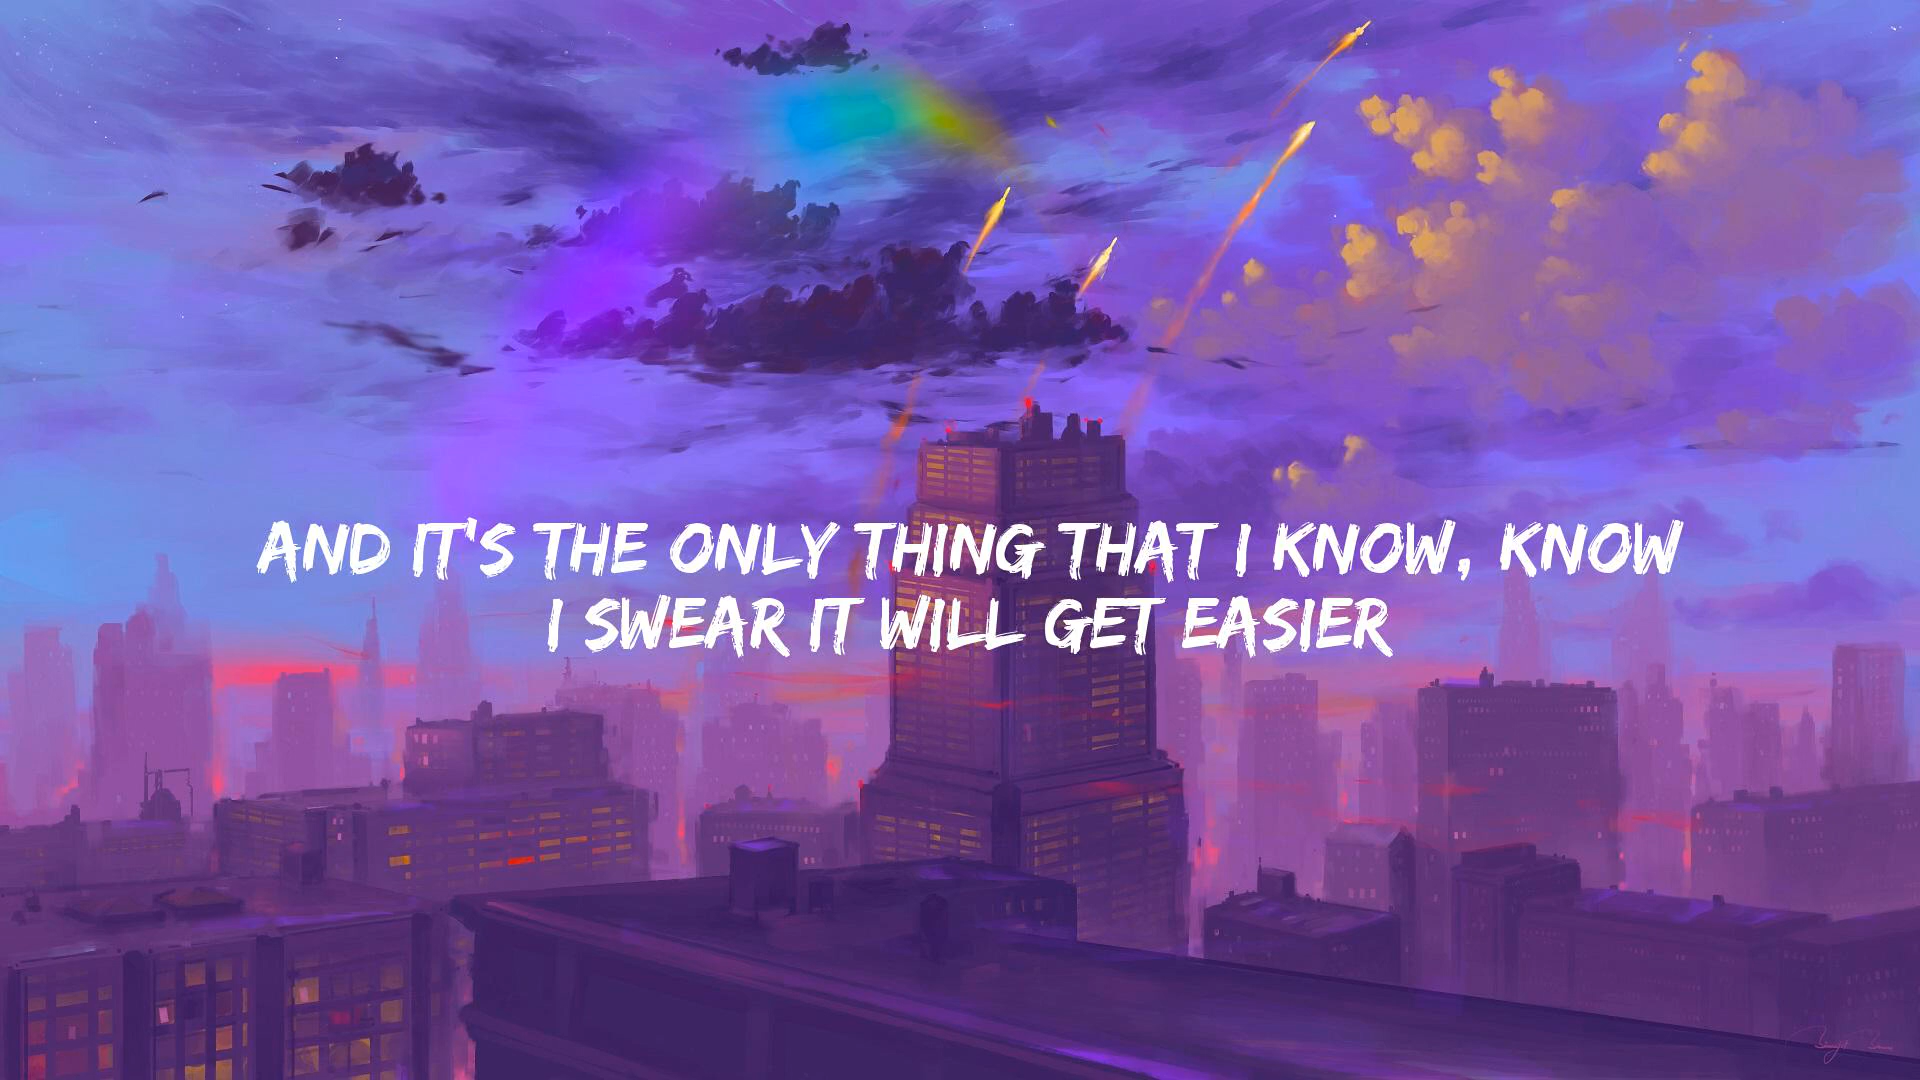 AND IT'S THE ONLY THING THAT I KNOW, KNOW
I SWEAR IT WILL GET EASIER